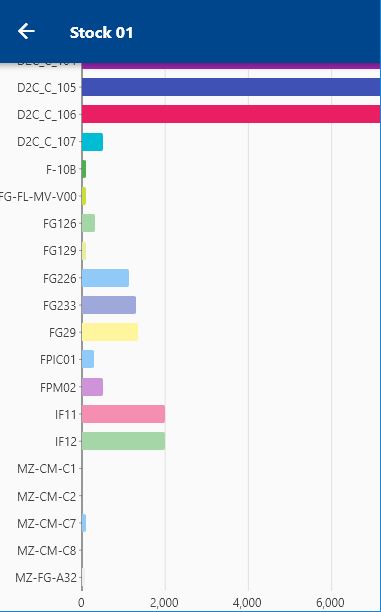 Stock 01
D2C_C_104
D2C_C_105
D2C_C_106
D2C_C_107
F-10B
FG-FL-MV-V00
FG126
FG129
FG226
FG233
FG29
FPIC01
FPM02
IF11
IF12
MZ-CM-C1
MZ-CM-C2
MZ-CM-C7
MZ-CM-C8
MZ-FG-A32
0 2,000 4,000 6,000